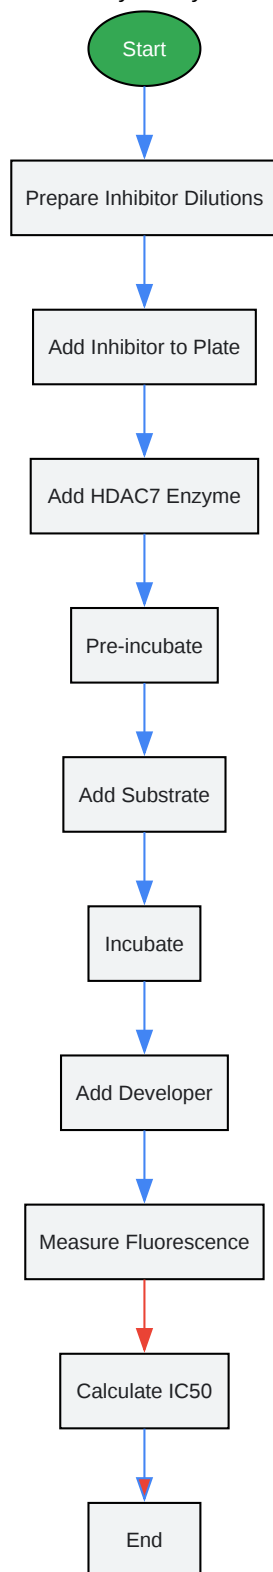 Start
Prepare Inhibitor Dilutions
Add Inhibitor to Plate
Add HDAC7 Enzyme
Pre-incubate
Add Substrate
Incubate
Add Developer
Measure Fluorescence
Calculate IC50
End